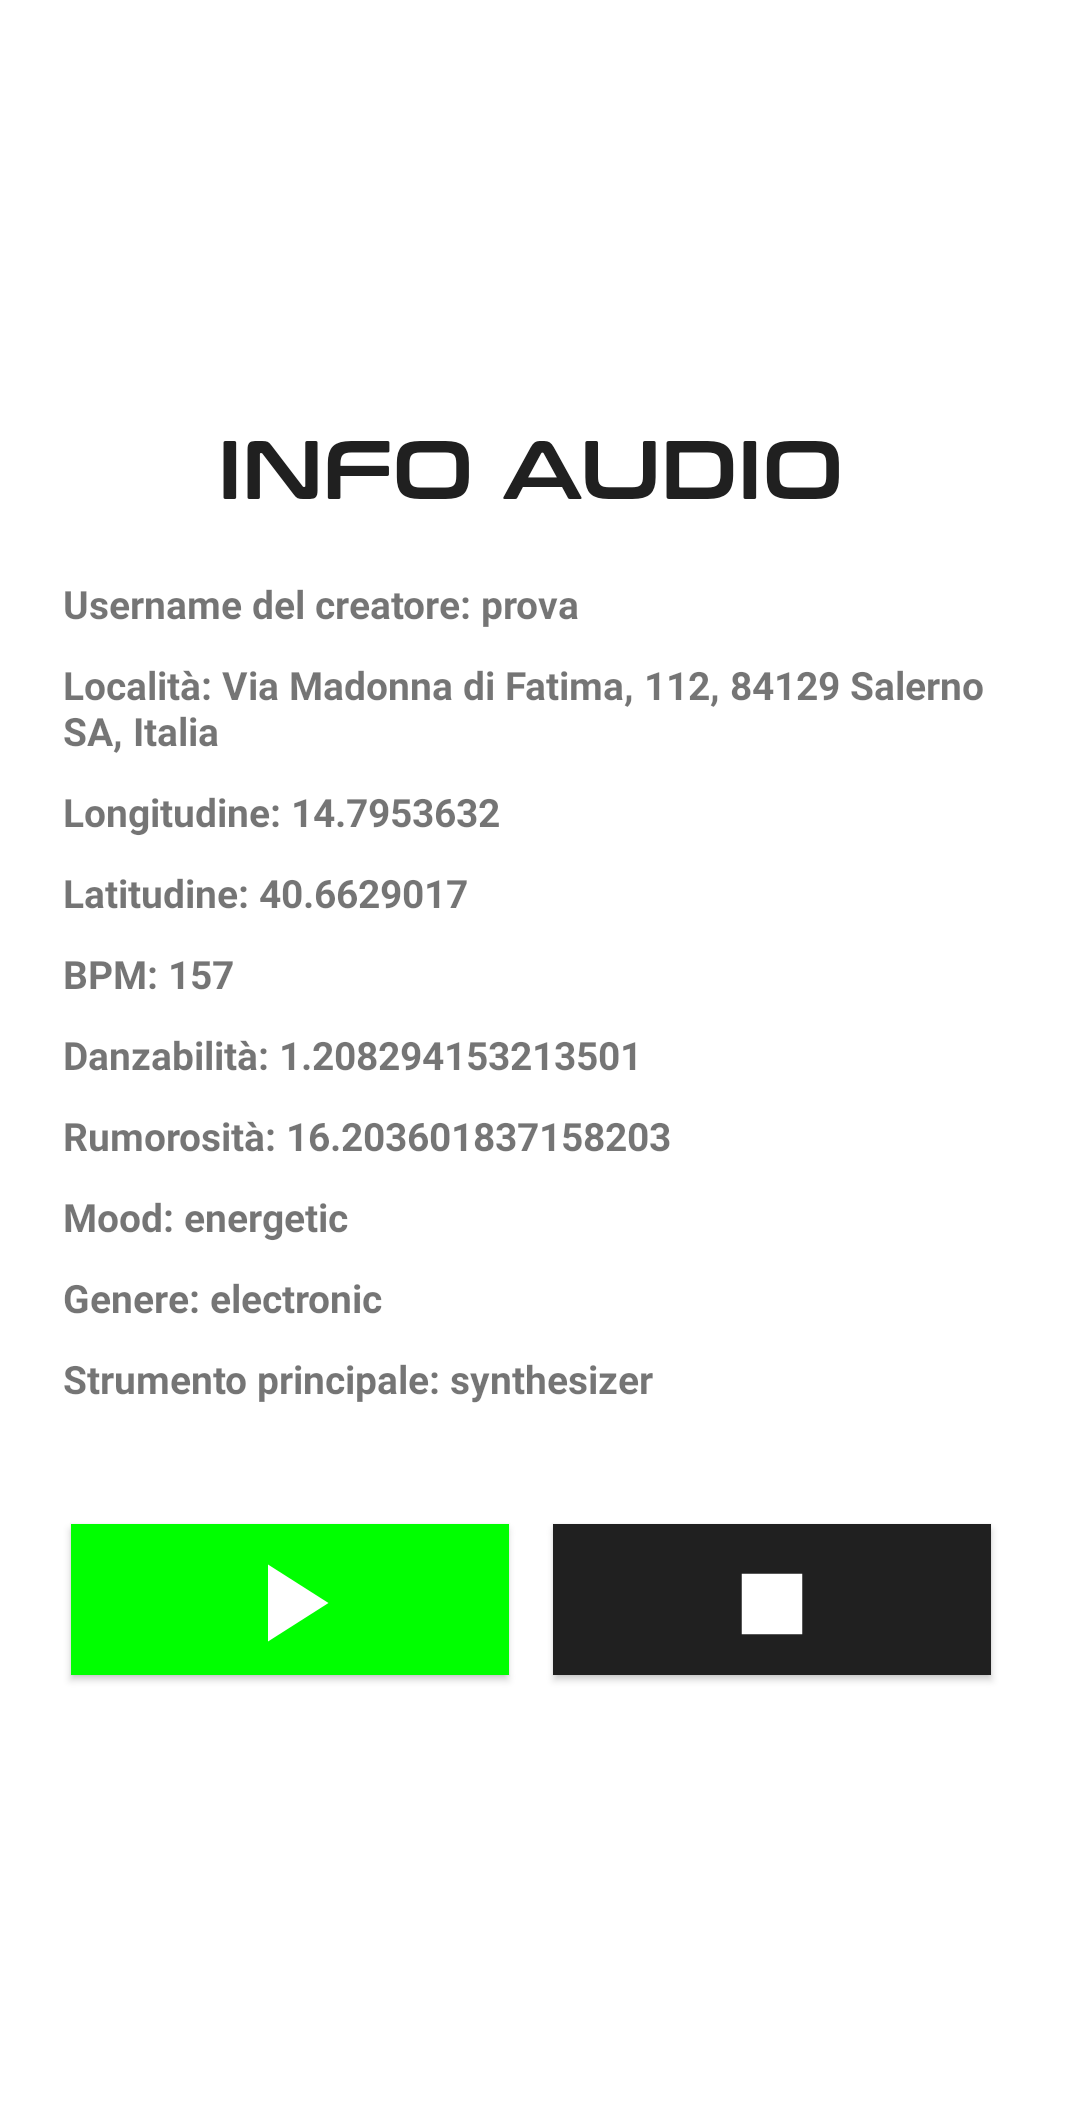 INFO AUDIO
Username del creatore: prova
Località: Via Madonna di Fatima, 112, 84129 Salerno
SA, Italia
Longitudine: 14.7953632
Latitudine: 40.6629017
BPM: 157
Danzabilità: 1.208294153213501
Rumorosità: 16.203601837158203
Mood: energetic
Genere: electronic
Strumento principale: synthesizer